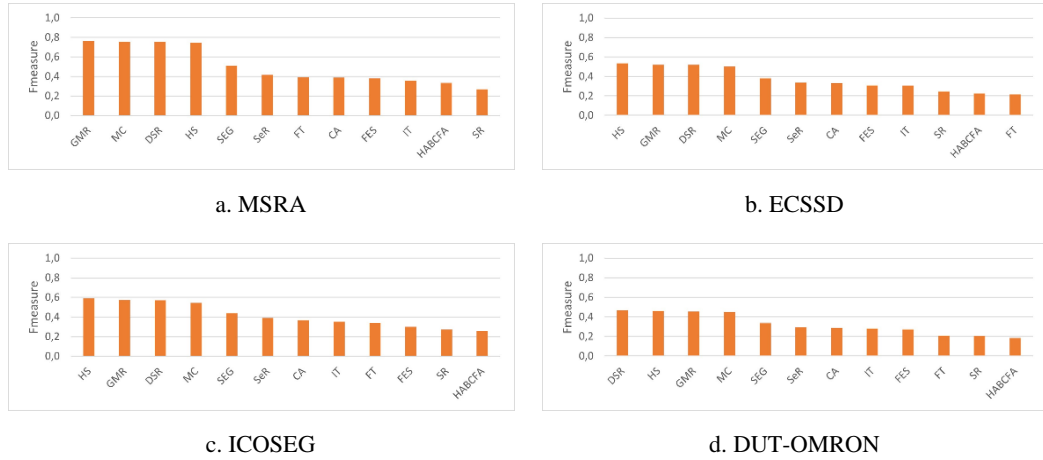 Fmeasure
1,0
0,8
0,6
0,4
0,2
0,0
GMR MC DSR HS SEG SeR FT CA FES IT HABCFA SR
a. MSRA
Fmeasure
1,0
0,8
0,6
0,4
0,2
0,0
HS GMR DSR MC SEG SeR CA FES IT SR HABCFA FT
b. ECSSD
Fmeasure
1,0
0,8
0,6
0,4
0,2
0,0
HS GMR DSR MC SEG SeR CA IT FT FES SR HABCFA
c. ICOSEG
Fmeasure
1,0
0,8
0,6
0,4
0,2
0,0
DSR HS GMR MC SEG SeR CA IT FES FT SR HABCFA
d. DUT-OMRON